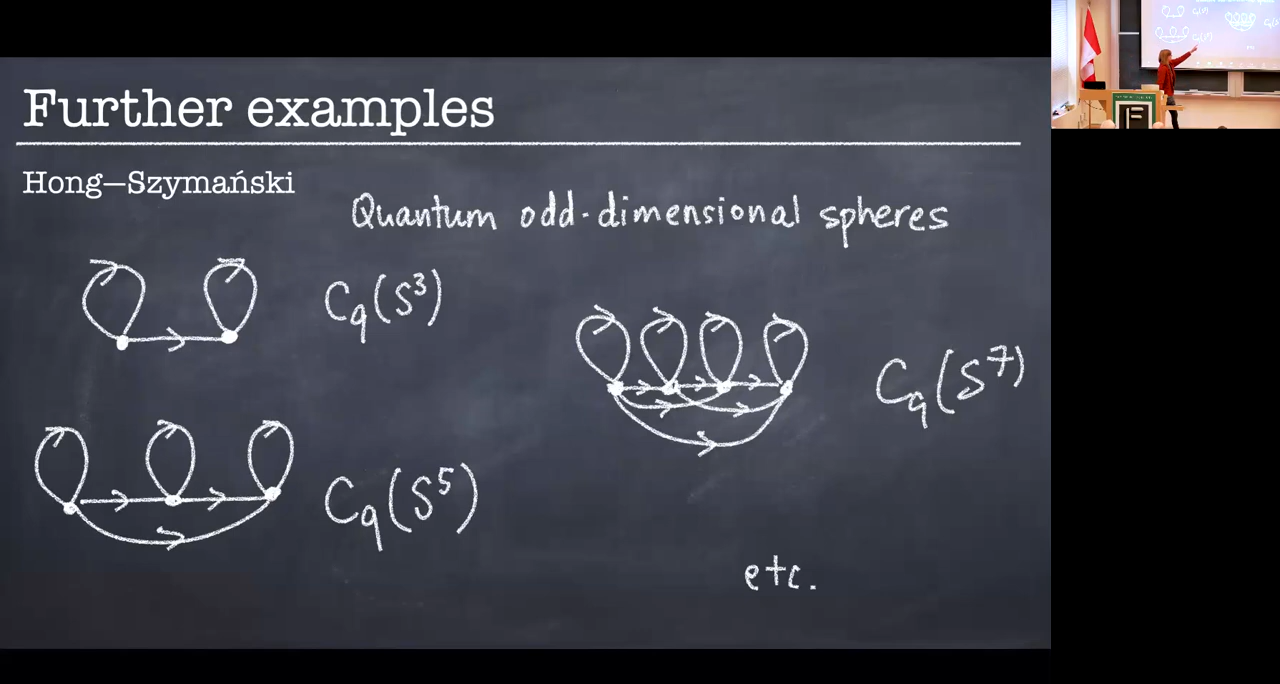 Further examples
Hong—Szymański
Quantum odd-dimensional spheres
Cq(S³)
Cq(S⁷)
Cq(S⁵)
etc.